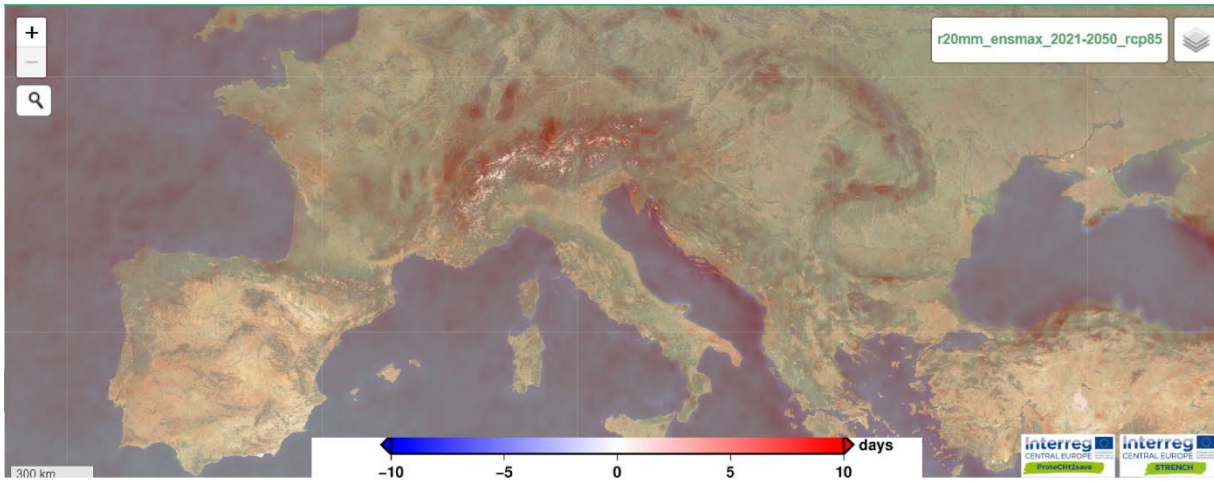 +
r20mm_ensmax_2021-2050_rcp85
−
300 km
days
−10
−5
0
5
10
Interreg
CENTRAL EUROPE
ProteCHt2save
Interreg
CENTRAL EUROPE
STRENCH